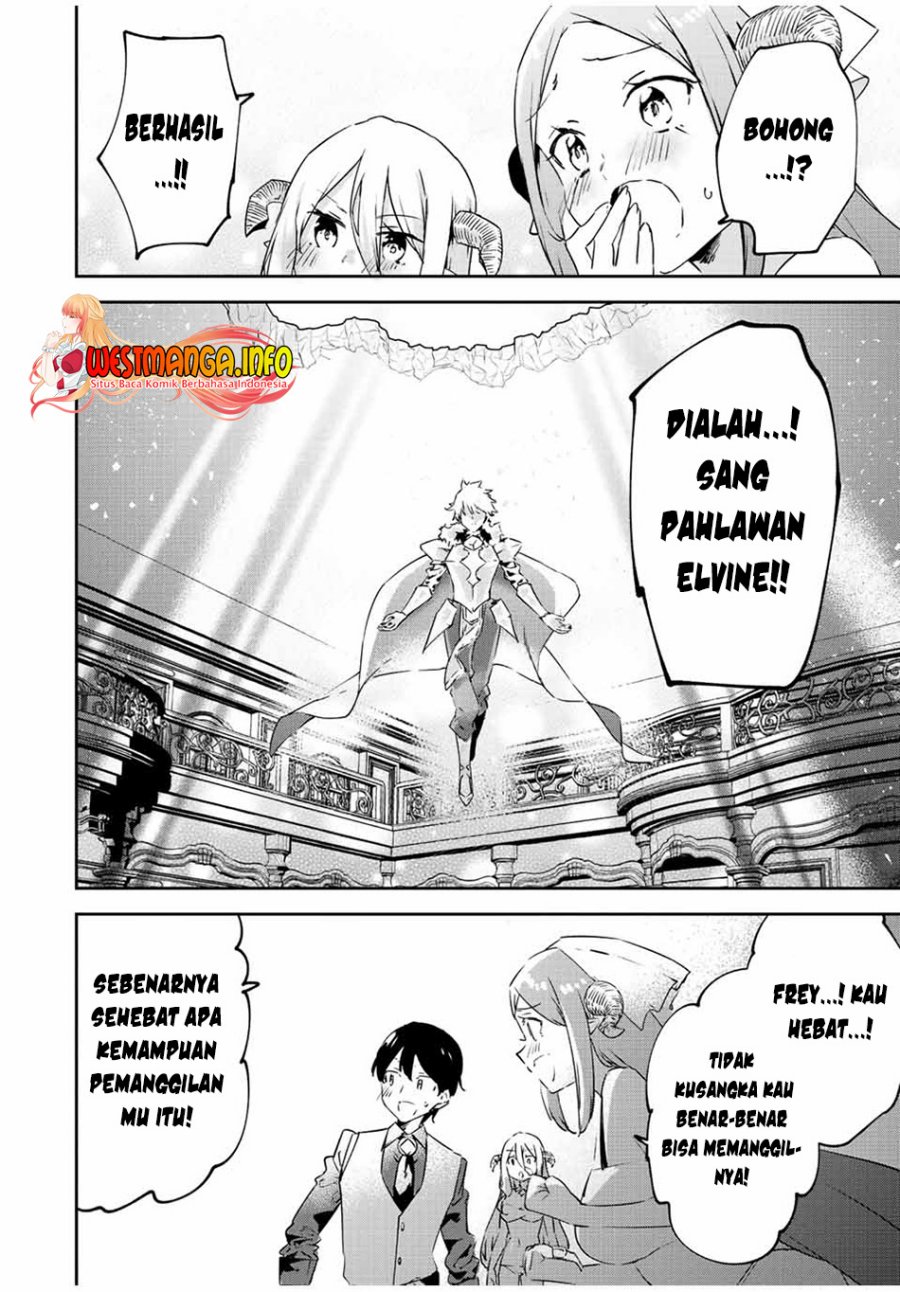 BOHONG
...!?
BERHASIL
...!!
WESTMANGA.INFO
Situs Baca Komik Berbahasa Indonesia
DIALAH...!
SANG
PAHLAWAN
ELVINE!!
FREY...! KAU
HEBAT...!
TIDAK
KUSANGKA KAU
BENAR-BENAR
BISA MEMANGGIL-
NYA!
SEBENARNYA
SEHEBAT APA
KEMAMPUAN
PEMANGGILAN
MU ITU!